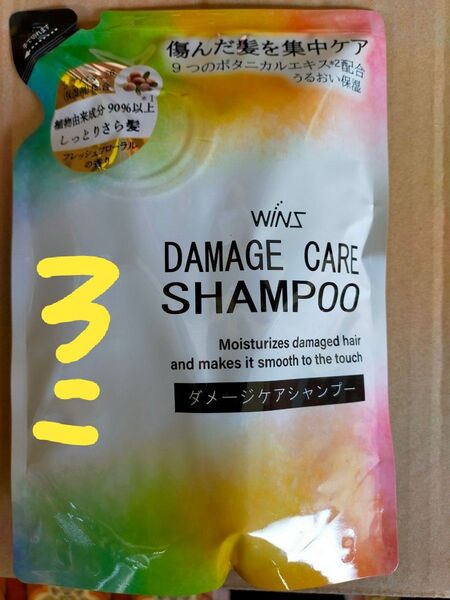 傷んだ髪を集中ケア
9つのボタニカルエキス*2配合
うるおい保湿
植物由来成分90%以上
*1
しっとりさら髪
フレッシュフローラル
の香り
WINS
DAMAGE CARE
SHAMPOO
Moisturizes damaged hair
and makes it smooth to the touch
ダメージケアシャンプー